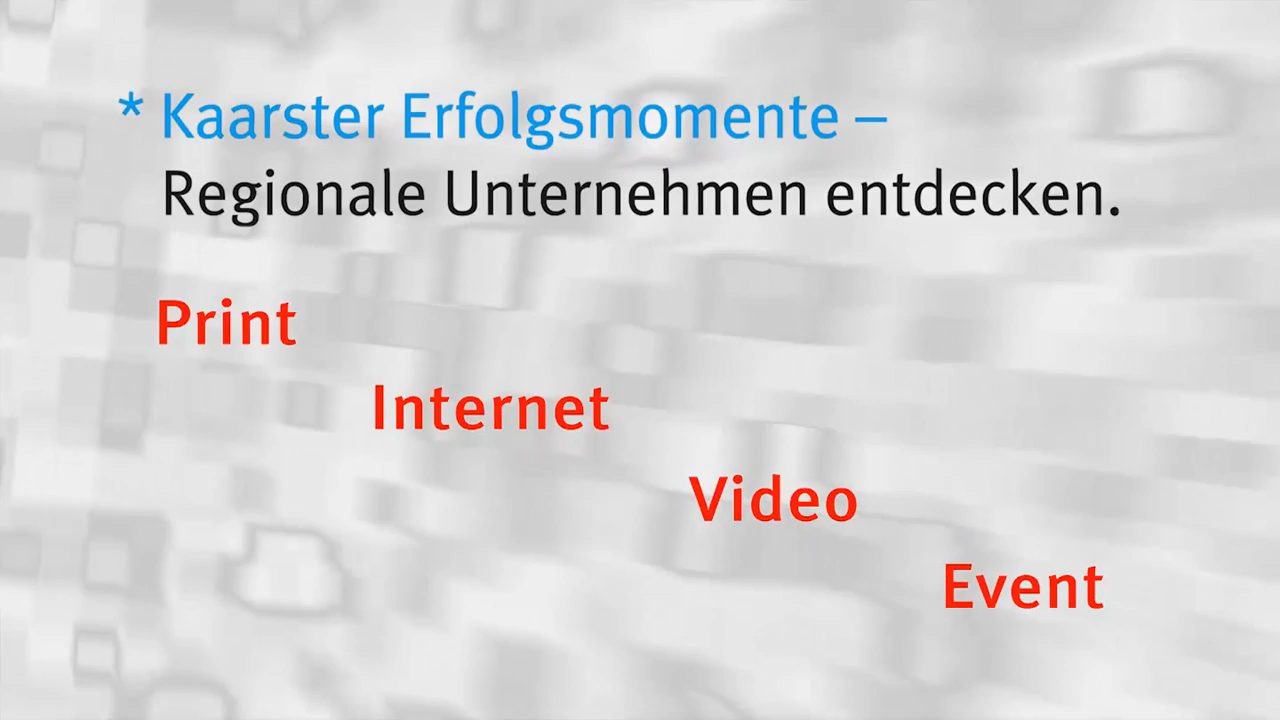 * Kaarster Erfolgsmomente –
Regionale Unternehmen entdecken.
Print
Internet
Video
Event